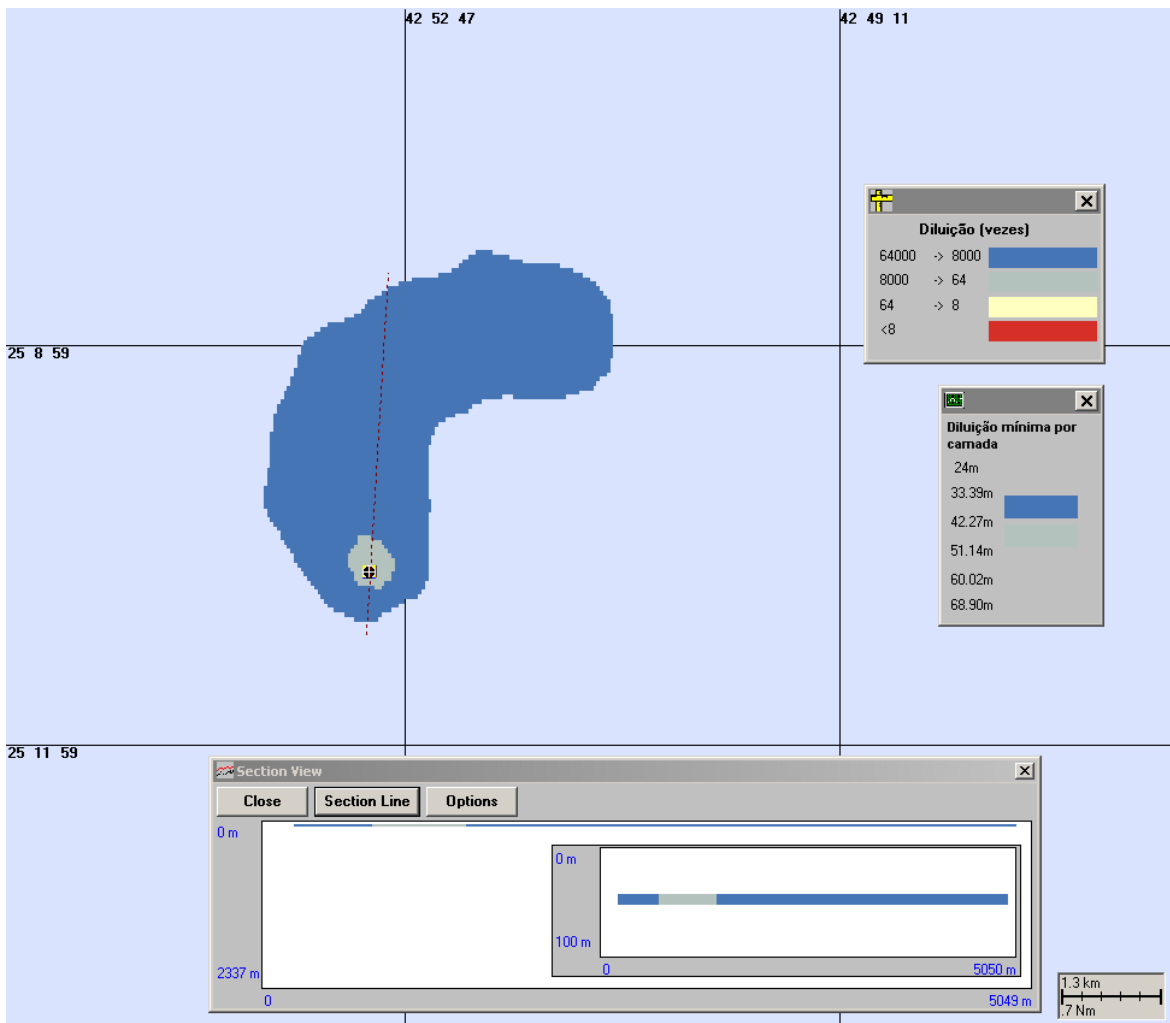 42 52 47
42 49 11
Diluição (vezes)
64000 -> 8000
8000 -> 64
64 -> 8
<8
25 8 59
Diluição mínima por
camada
24m
33.39m
42.27m
51.14m
60.02m
68.90m
25 11 59
Section View
Close
Section Line
Options
0 m
0 m
100 m
0
5050 m
2337 m
0
5049 m
1.3 km
.7 Nm